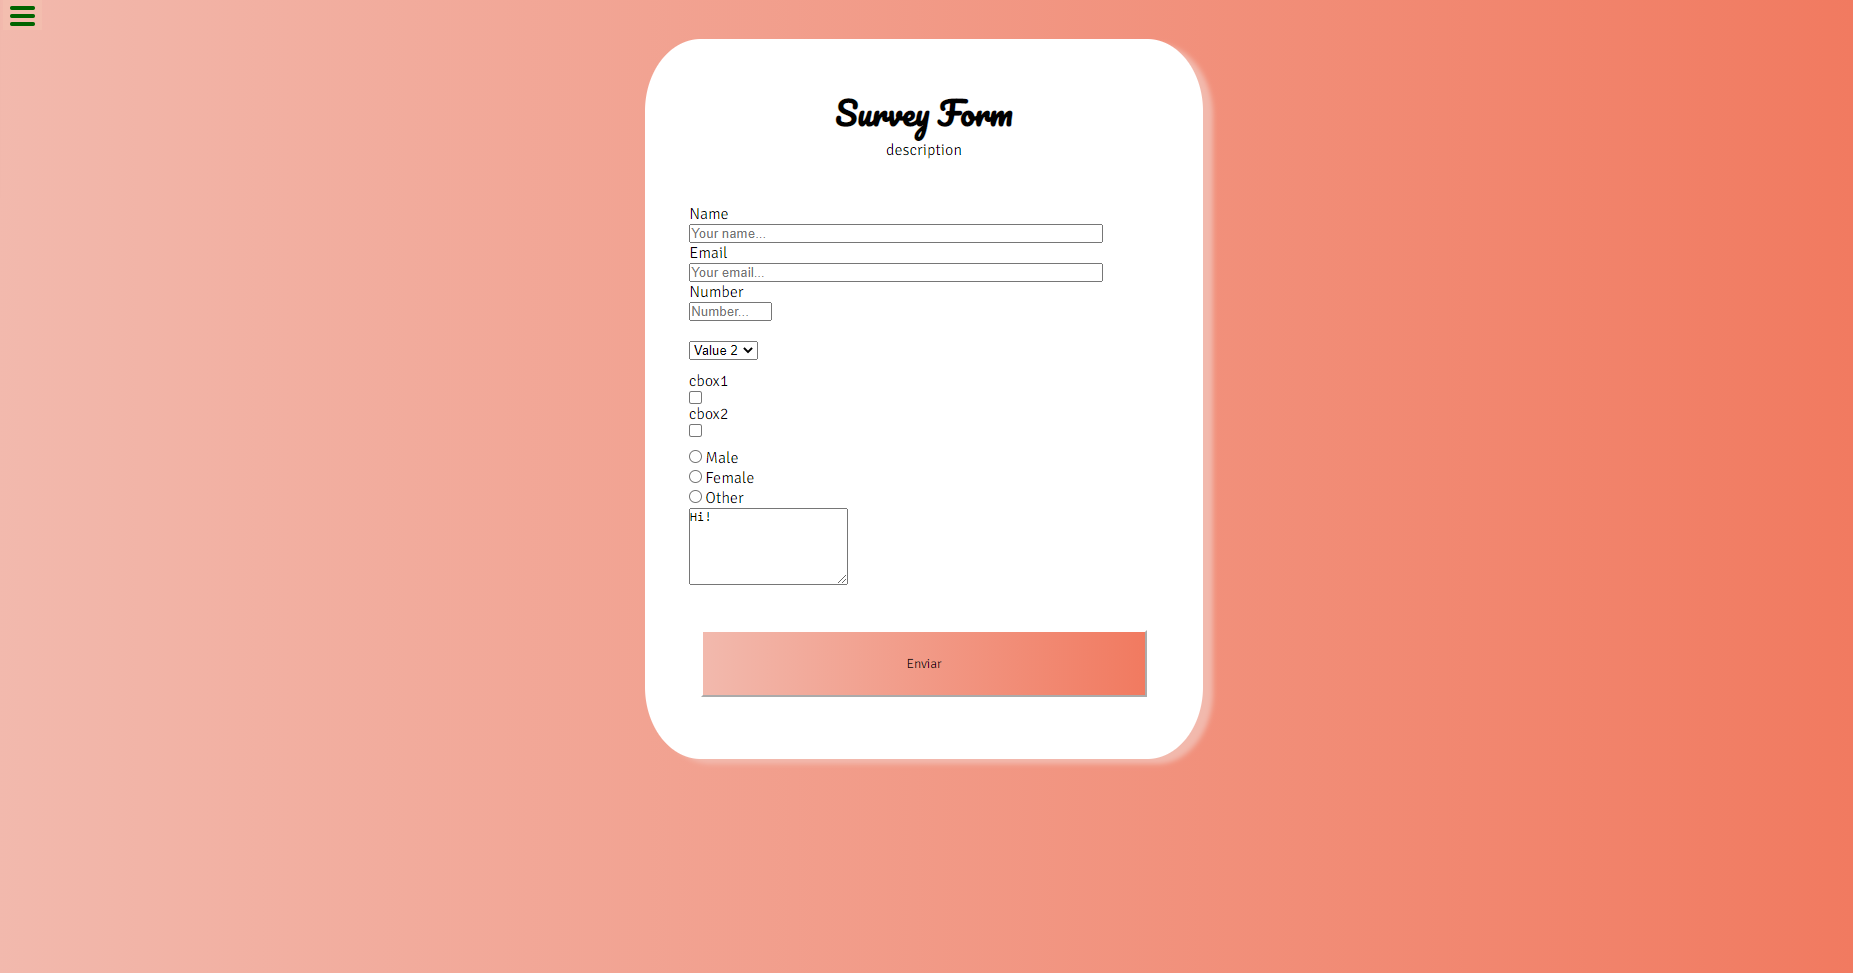 Survey Form
description
Name
Your name...
Email
Your email...
Number
Number...
Value 2
cbox1
cbox2
Male
Female
Other
Hi!
Enviar